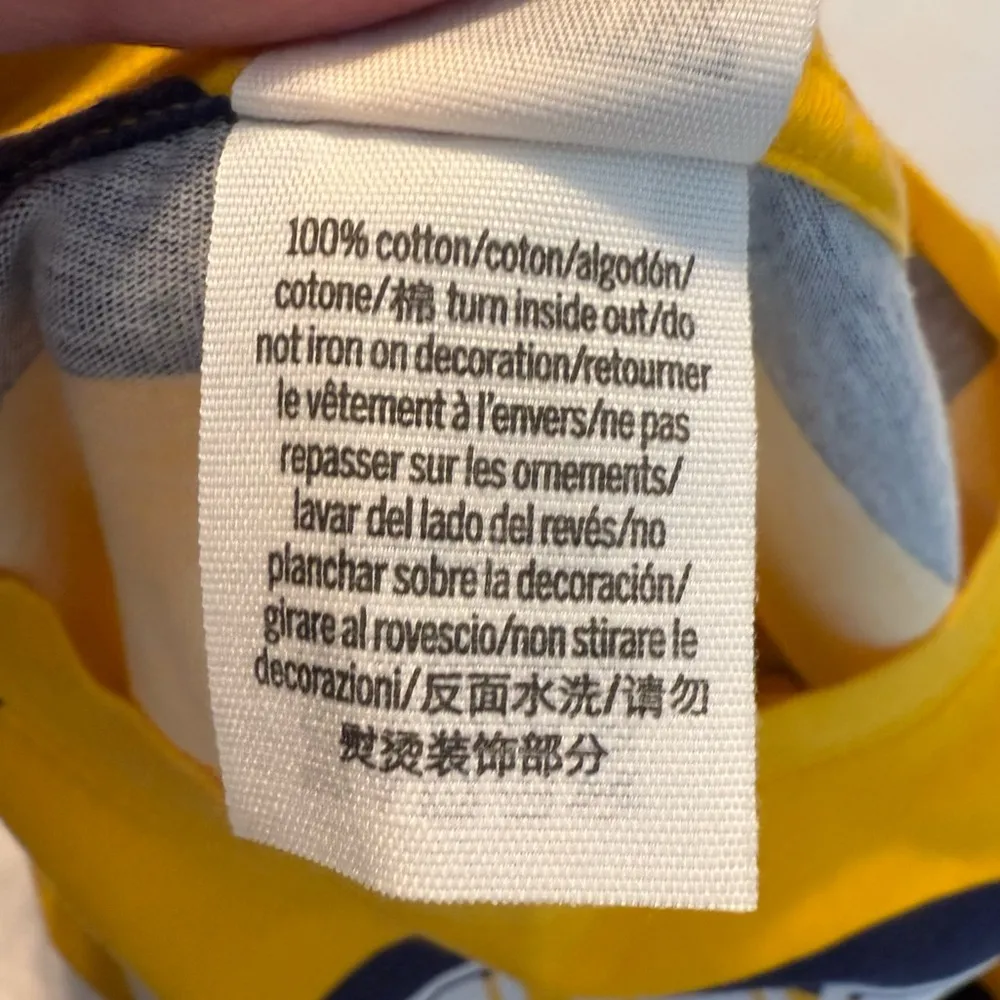 100% cotton/coton/algodón/
cotone/棉 turn inside out/do
not iron on decoration/retourner
le vêtement à l'envers/ne pas
repasser sur les ornements/
lavar del lado del revés/no
planchar sobre la decoración/
girare al rovescio/non stirare le
decorazioni/反面水洗/请勿
熨烫装饰部分